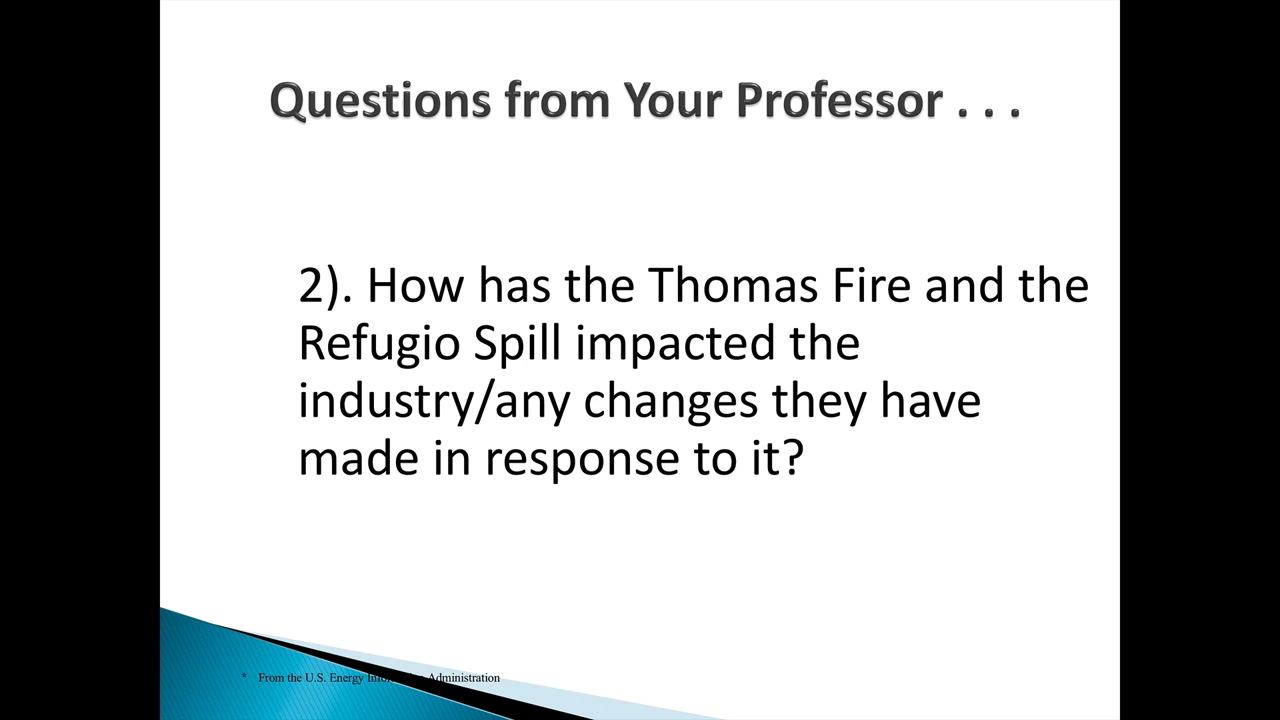 Questions from Your Professor . . .
2). How has the Thomas Fire and the
Refugio Spill impacted the
industry/any changes they have
made in response to it?
* From the U.S. Energy Information Administration